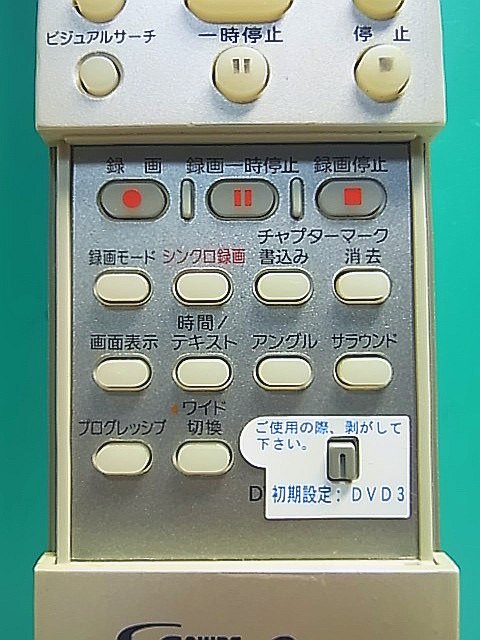 ビジュアルサーチ 一時停止 停 止
録 画 録画一時停止 録画停止
チャプターマーク
録画モード シンクロ録画 書込み 消去
時間/
画面表示 テキスト アングル サラウンド
ワイド
プログレッシブ 切換
ご使用の際、剥がして
下さい。
D 初期設定: DVD3